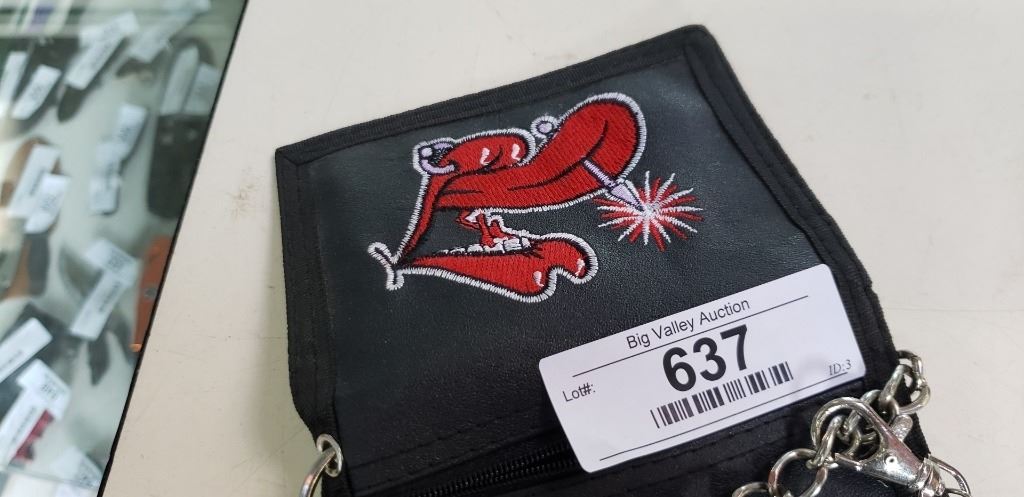 Big Valley Auction
Lot#: 637
ID:3